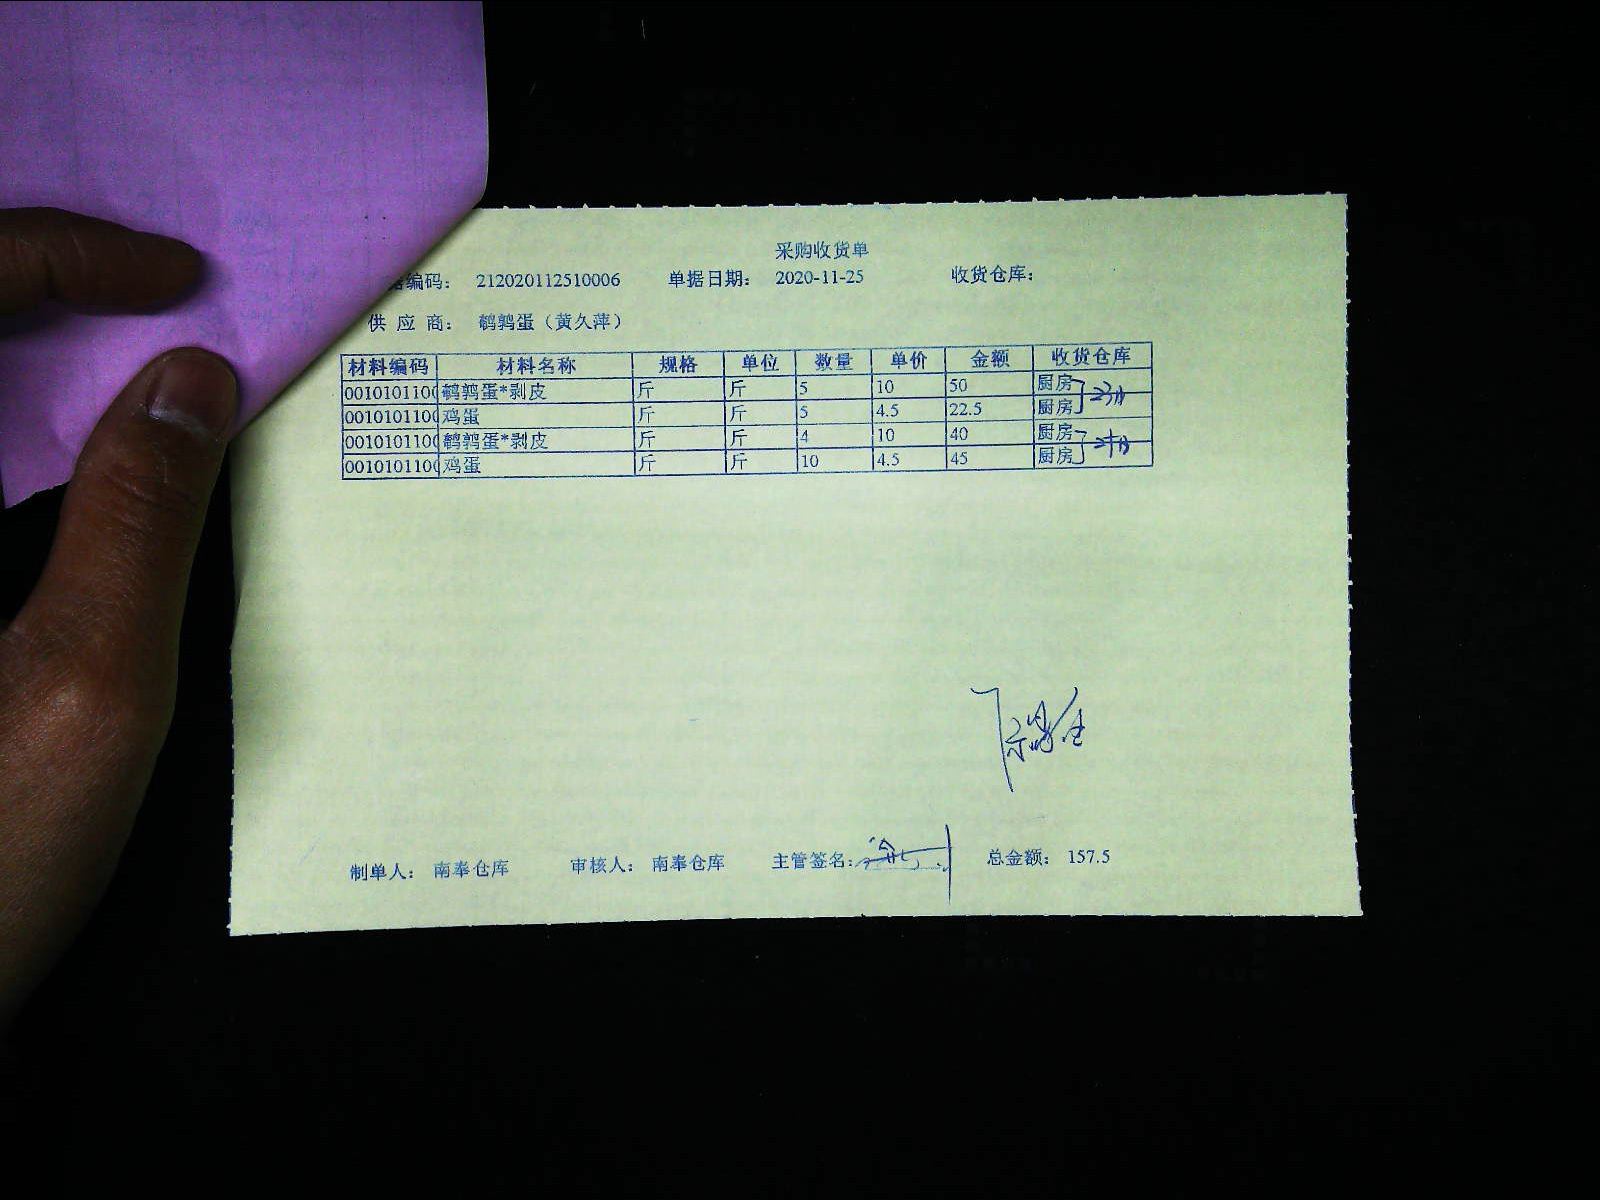 采购收货单
编码： 212020112510006 单据日期： 2020-11-25 收货仓库：
供 应 商： 鹌鹑蛋（黄久萍）
材料编码 材料名称 规格 单位 数量 单价 金额 收货仓库
0010101100 鹌鹑蛋*剥皮 斤 斤 5 10 50 厨房
0010101100 鸡蛋 斤 斤 5 4.5 22.5 厨房
0010101100 鹌鹑蛋*剥皮 斤 斤 4 10 40 厨房
0010101100 鸡蛋 斤 斤 10 4.5 45 厨房
制单人： 南奉仓库 审核人： 南奉仓库 主管签名： 总金额： 157.5